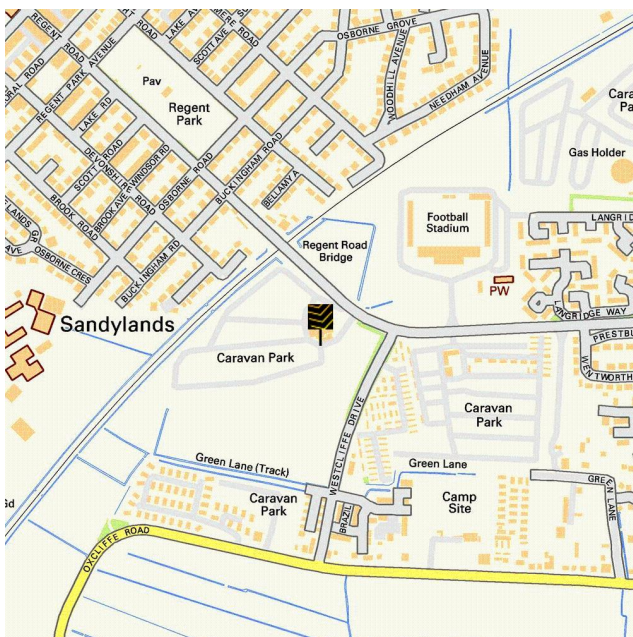 REGENT ROAD
LAKE AVE
SCOTT AVE
OSBORNE GROVE
WOODHILL AVENUE
NEEDHAM AVENUE
REGENT PARK AVENUE
Pav
Regent
Park
LAKE RD
SCOTT ROAD
DEVONSHIRE ROAD
WINDSOR RD
BROOK AVE
BROOK ROAD
OSBORNE ROAD
BUCKINGHAM ROAD
BELLAMY A
Gas Holder
Football
Stadium
LANGRID
Regent Road
Bridge
OSBORNE CRES
BUCKINGHAM RD
PW
LANGRIDGE WAY
PRESTBU
WENTWORTH
Sandylands
Caravan Park
Caravan
Park
WESTCLIFFE DRIVE
Green Lane (Track)
Green Lane
GREEN LANE
Caravan
Park
BRAZIL
Camp
Site
OXCLIFFE ROAD